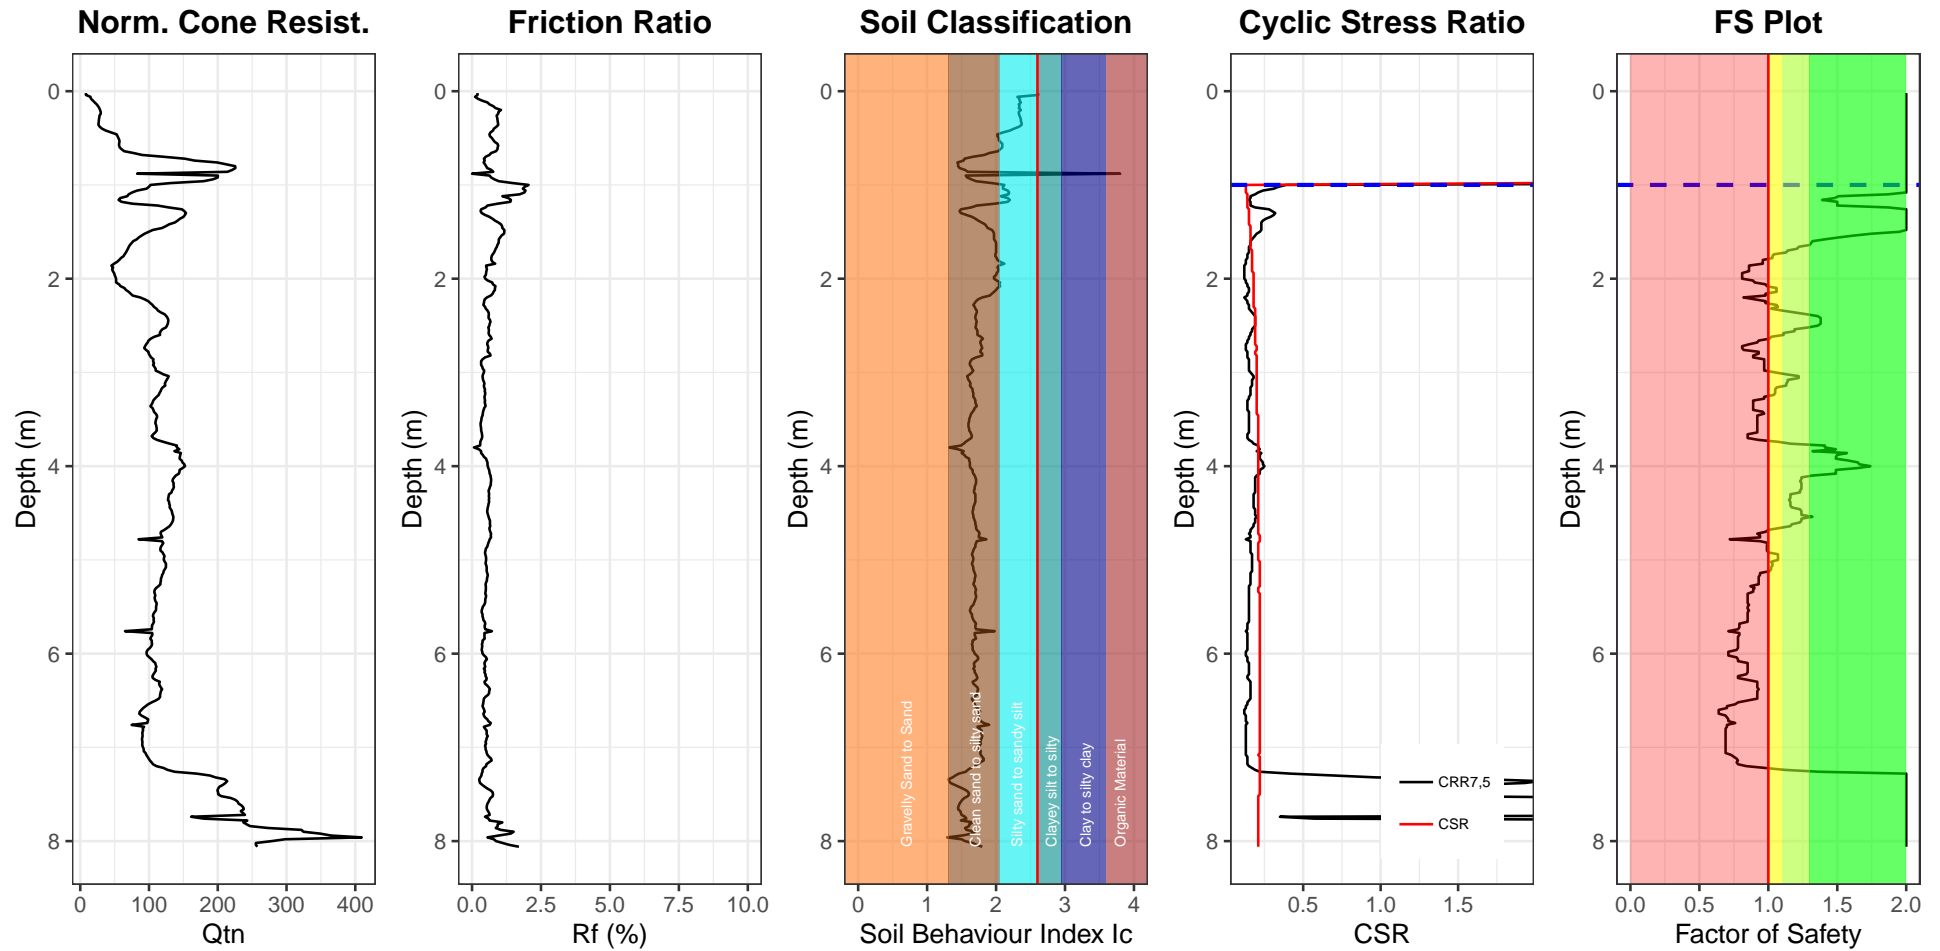 Norm. Cone Resist.
Friction Ratio
Soil Classification
Cyclic Stress Ratio
FS Plot
Depth (m)
0
2
4
6
8
0
100
200
300
400
Qtn
Depth (m)
0
2
4
6
8
0.0
2.5
5.0
7.5
10.0
Rf (%)
Depth (m)
0
2
4
6
8
Gravelly Sand to Sand
Clean sand to silty sand
Silty sand to sandy silt
Clayey silt to silty
Clay to silty clay
Organic Material
0
1
2
3
4
Soil Behaviour Index Ic
Depth (m)
0
2
4
6
8
CRR7,5
CSR
0.5
1.0
1.5
CSR
Depth (m)
0
2
4
6
8
0.0
0.5
1.0
1.5
2.0
Factor of Safety